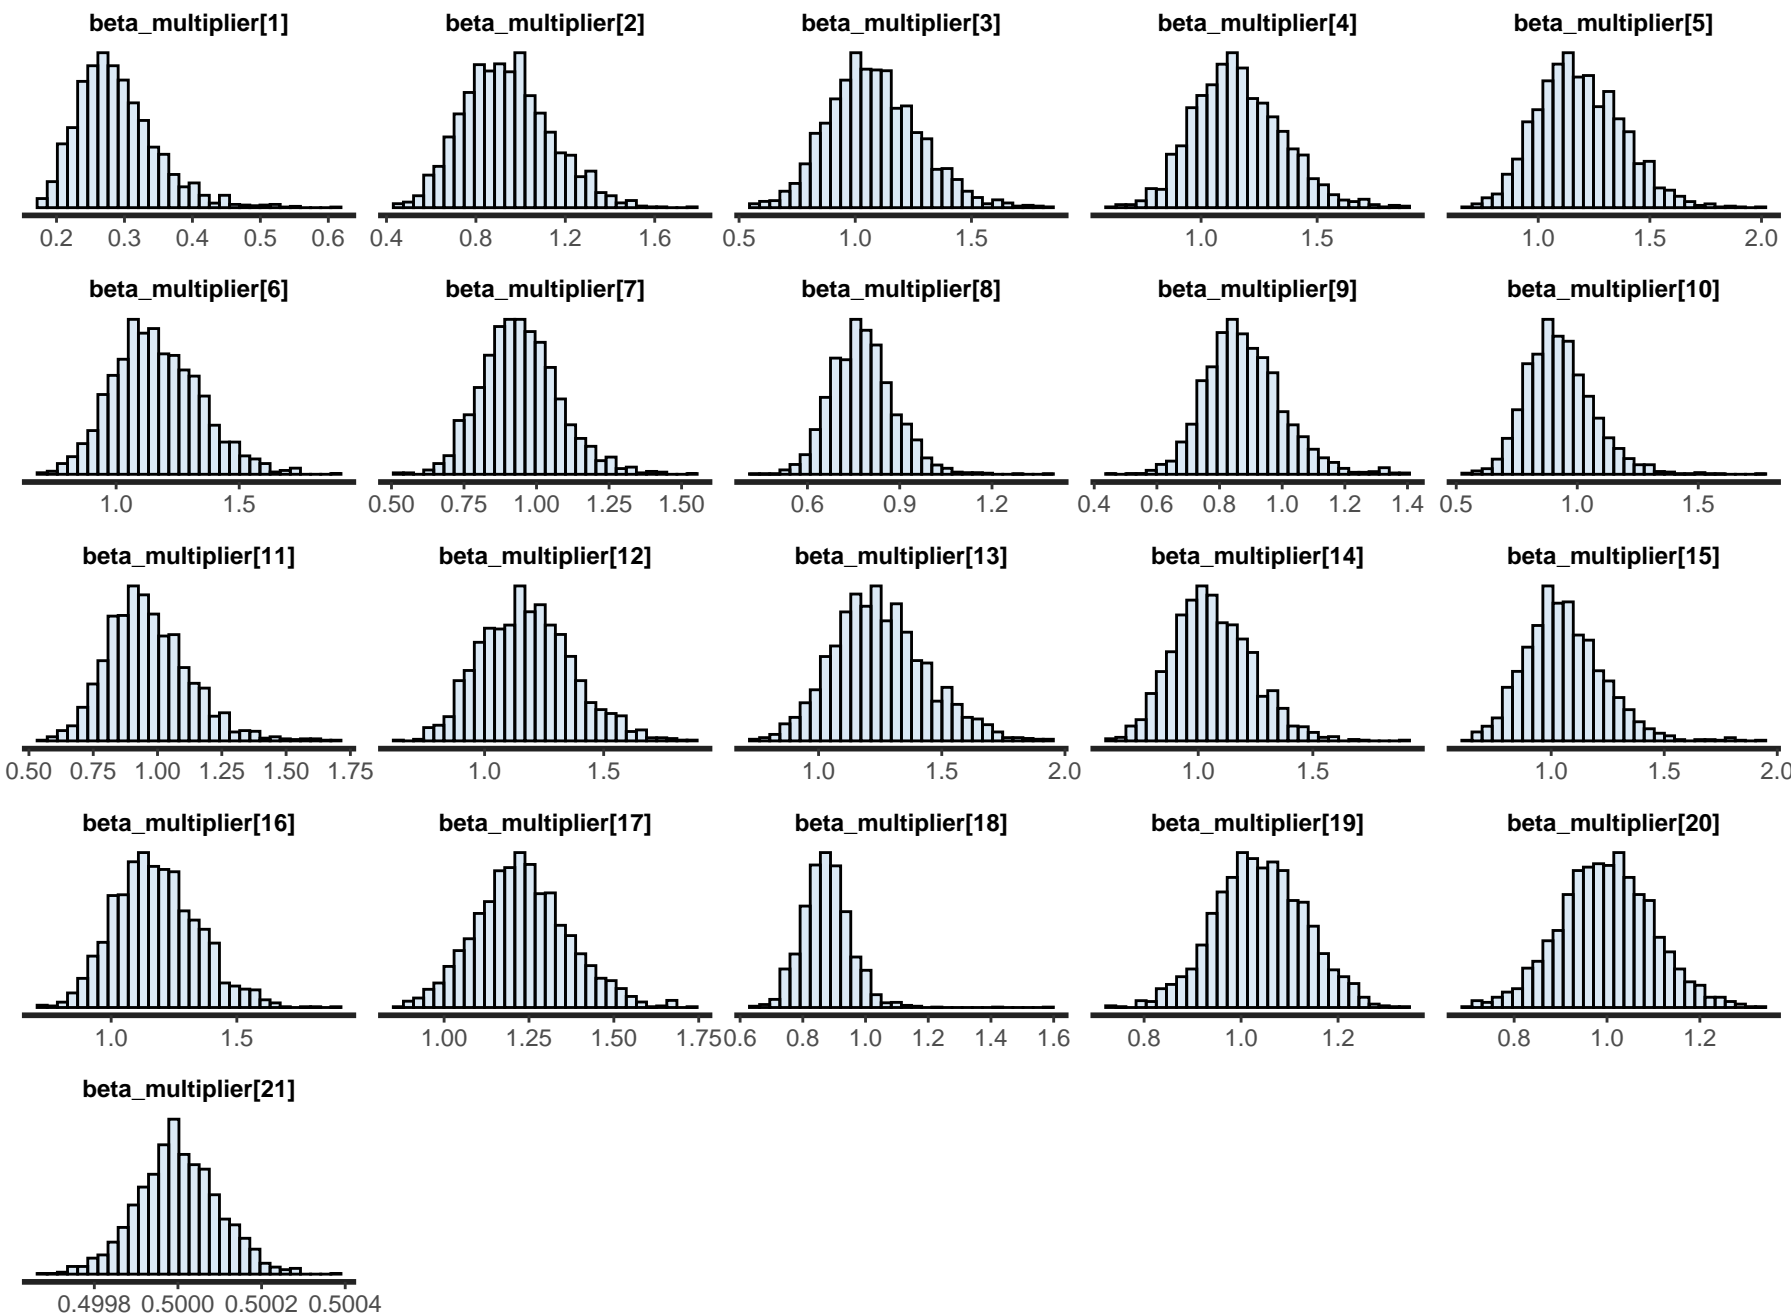 beta_multiplier[1] beta_multiplier[2] beta_multiplier[3] beta_multiplier[4] beta_multiplier[5]
0.2 0.3 0.4 0.5 0.6 0.4 0.8 1.2 1.6 0.5 1.0 1.5 1.0 1.5 1.0 1.5 2.0
beta_multiplier[6] beta_multiplier[7] beta_multiplier[8] beta_multiplier[9] beta_multiplier[10]
1.0 1.5 0.50 0.75 1.00 1.25 1.50 0.6 0.9 1.2 0.4 0.6 0.8 1.0 1.2 1.4 0.5 1.0 1.5
beta_multiplier[11] beta_multiplier[12] beta_multiplier[13] beta_multiplier[14] beta_multiplier[15]
0.50 0.75 1.00 1.25 1.50 1.75 1.0 1.5 1.0 1.5 2.0 1.0 1.5 1.0 1.5 2.0
beta_multiplier[16] beta_multiplier[17] beta_multiplier[18] beta_multiplier[19] beta_multiplier[20]
1.0 1.5 1.00 1.25 1.50 1.75 0.6 0.8 1.0 1.2 1.4 1.6 0.8 1.0 1.2 0.8 1.0 1.2
beta_multiplier[21]
0.4998 0.5000 0.5002 0.5004